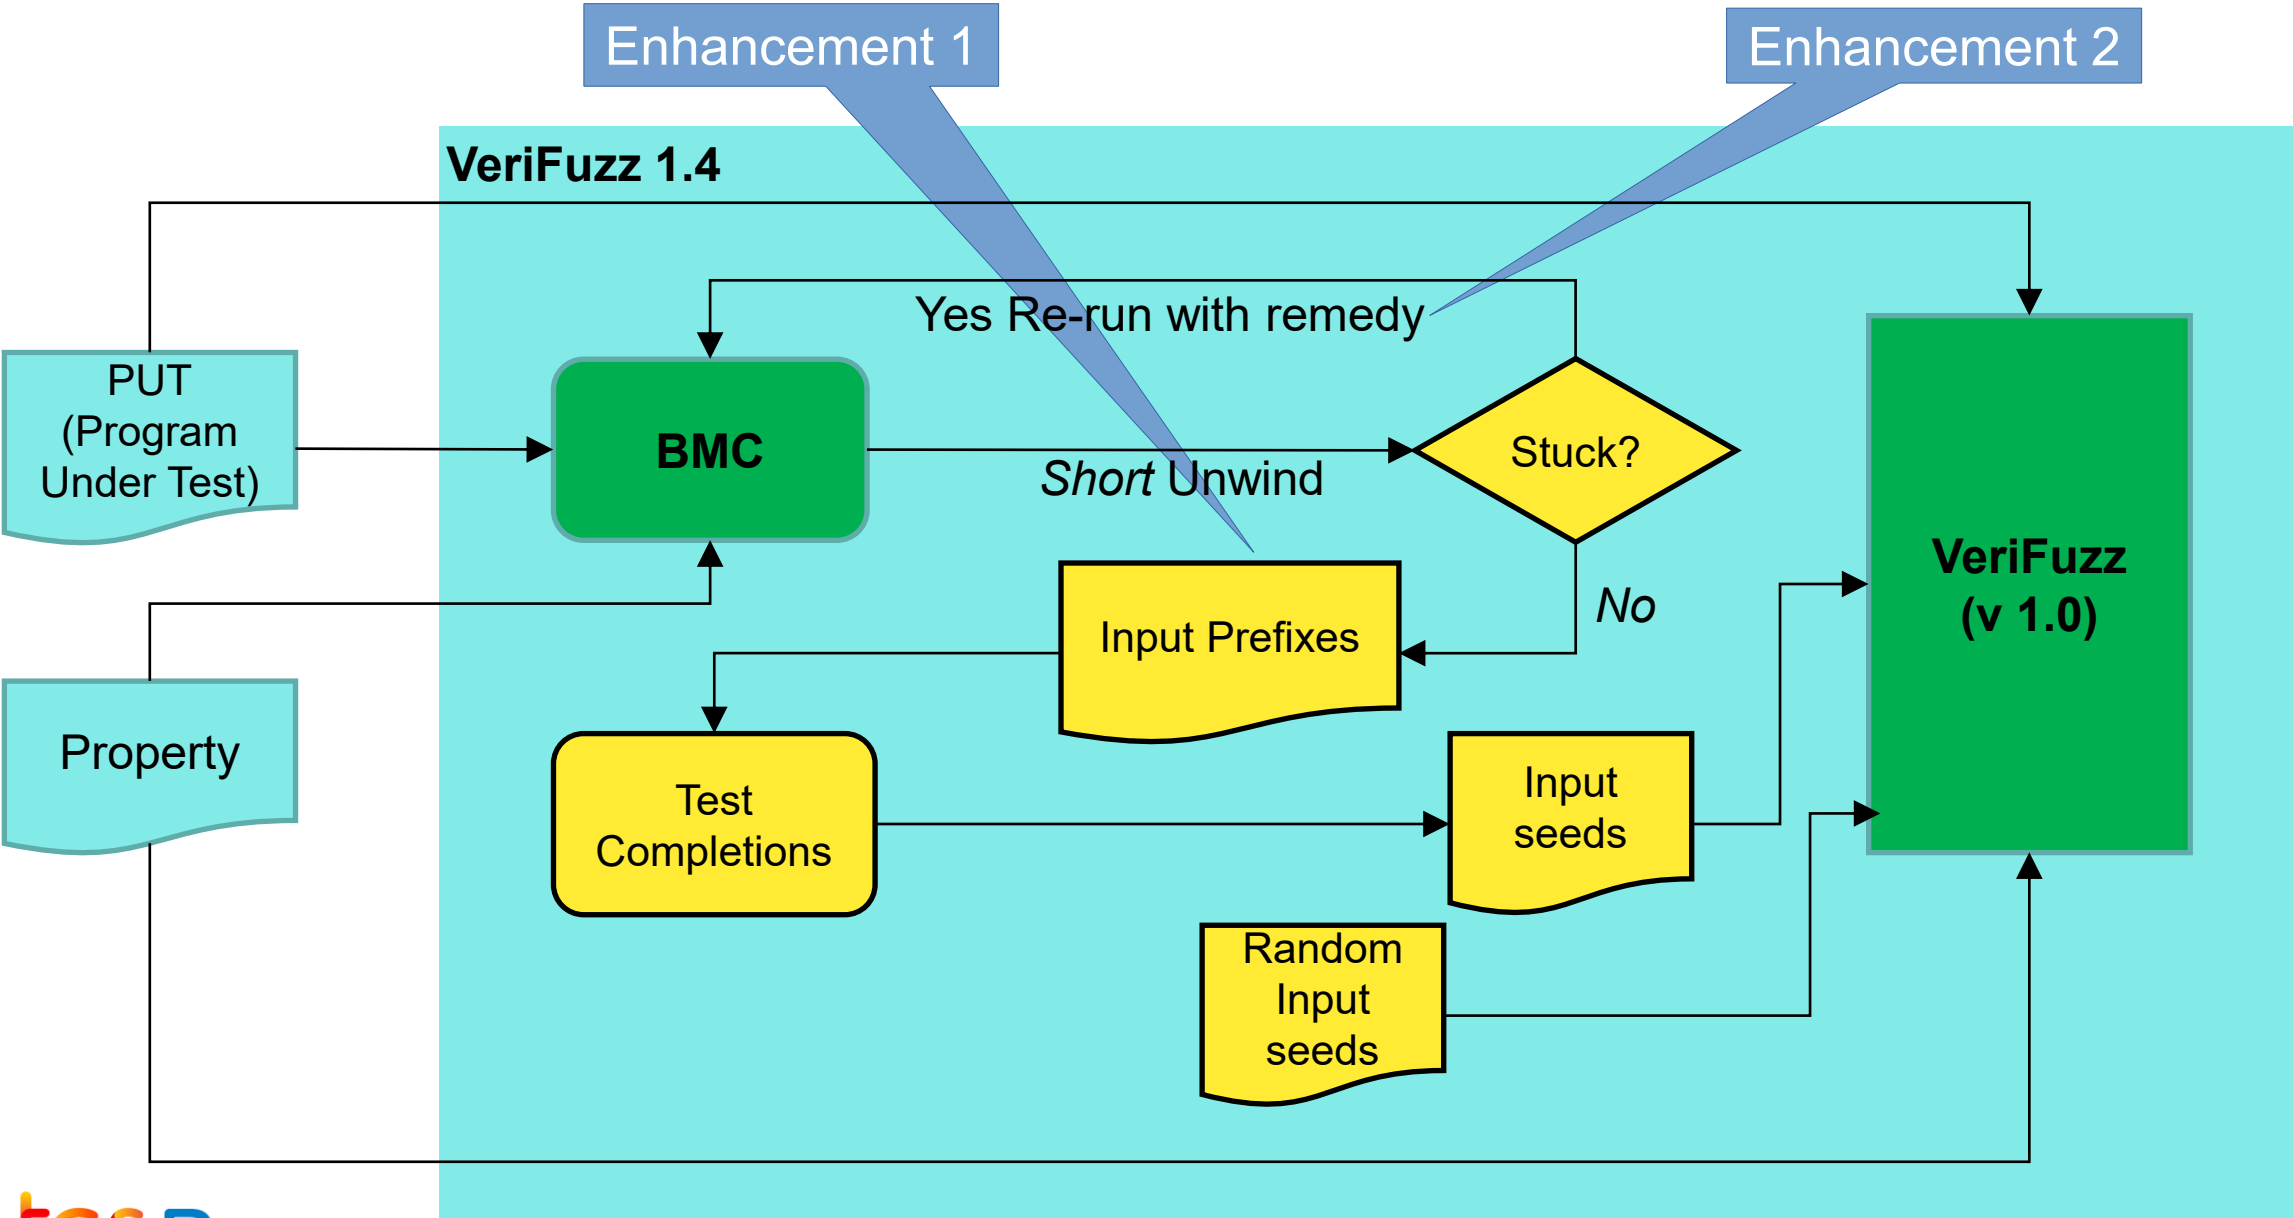 Enhancement 1
Enhancement 2
VeriFuzz 1.4
Yes Re-run with remedy
PUT
(Program
Under Test)
BMC
Short Unwind
Stuck?
No
VeriFuzz
(v 1.0)
Input Prefixes
Property
Test
Completions
Input
seeds
Random
Input
seeds